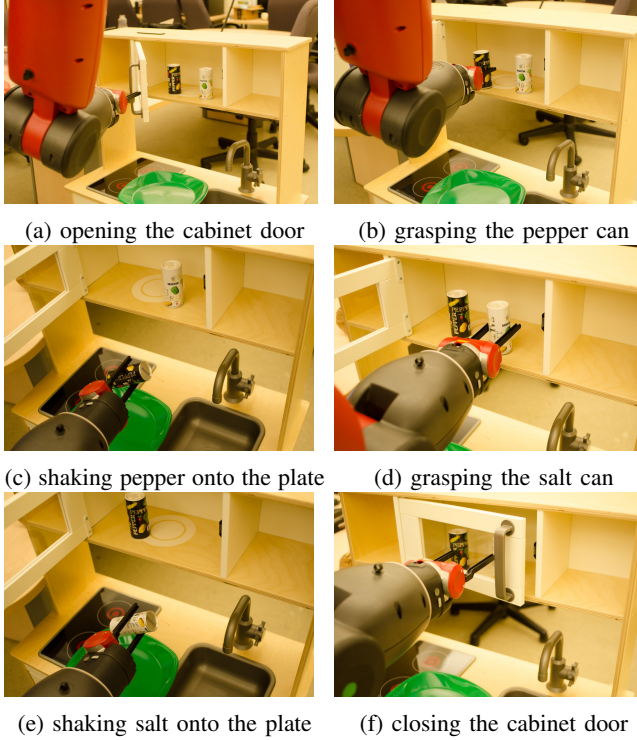 (a) opening the cabinet door
(b) grasping the pepper can
(c) shaking pepper onto the plate
(d) grasping the salt can
(e) shaking salt onto the plate
(f) closing the cabinet door